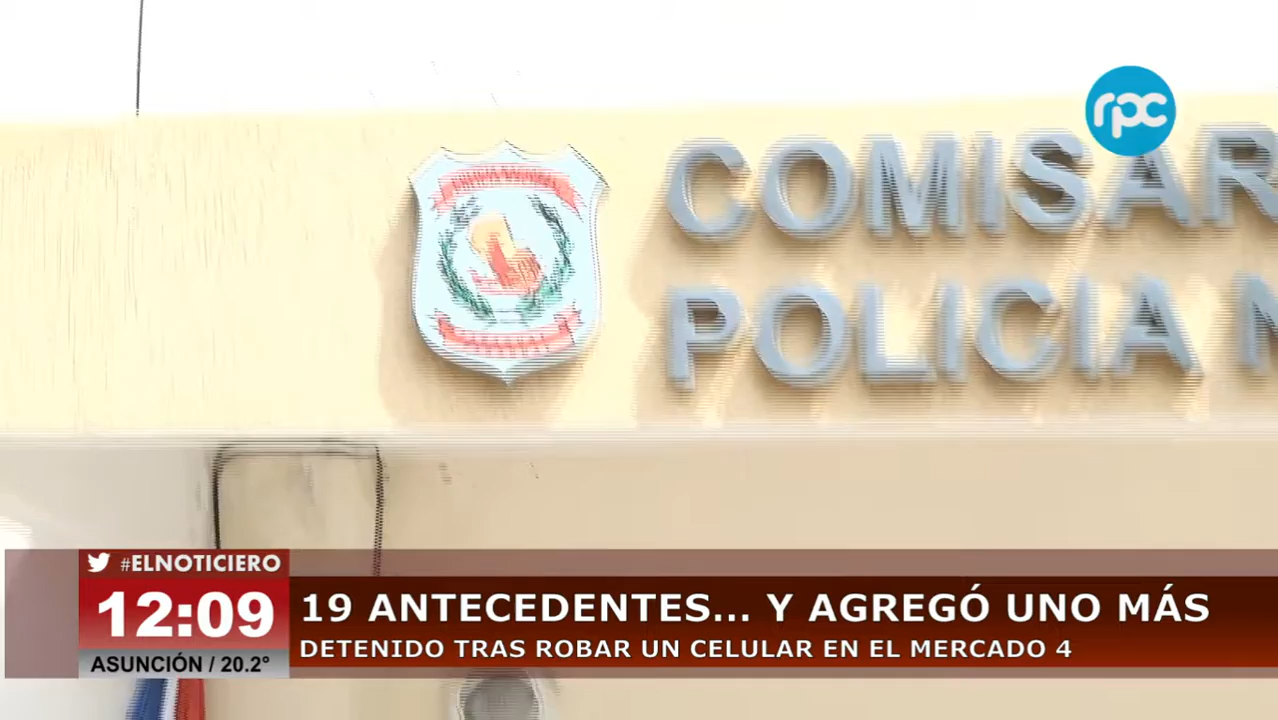 rpc
COMISAR
POLICIA N
#ELNOTICIERO
12:09
ASUNCIÓN / 20.2°
19 ANTECEDENTES... Y AGREGÓ UNO MÁS
DETENIDO TRAS ROBAR UN CELULAR EN EL MERCADO 4